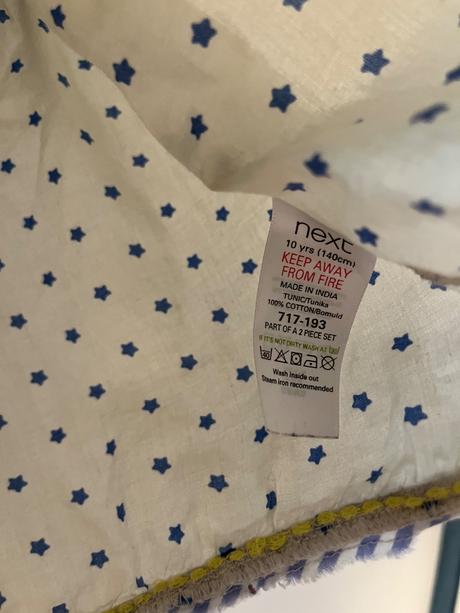 next
10 yrs (140cm)
KEEP AWAY
FROM FIRE
MADE IN INDIA
TUNIC/Tunika
100% COTTON/Bomuld
717-193
PART OF A 2 PIECE SET
IF IT'S NOT DIRTY WASH AT 30°
40
Wash inside out
Steam iron recommended